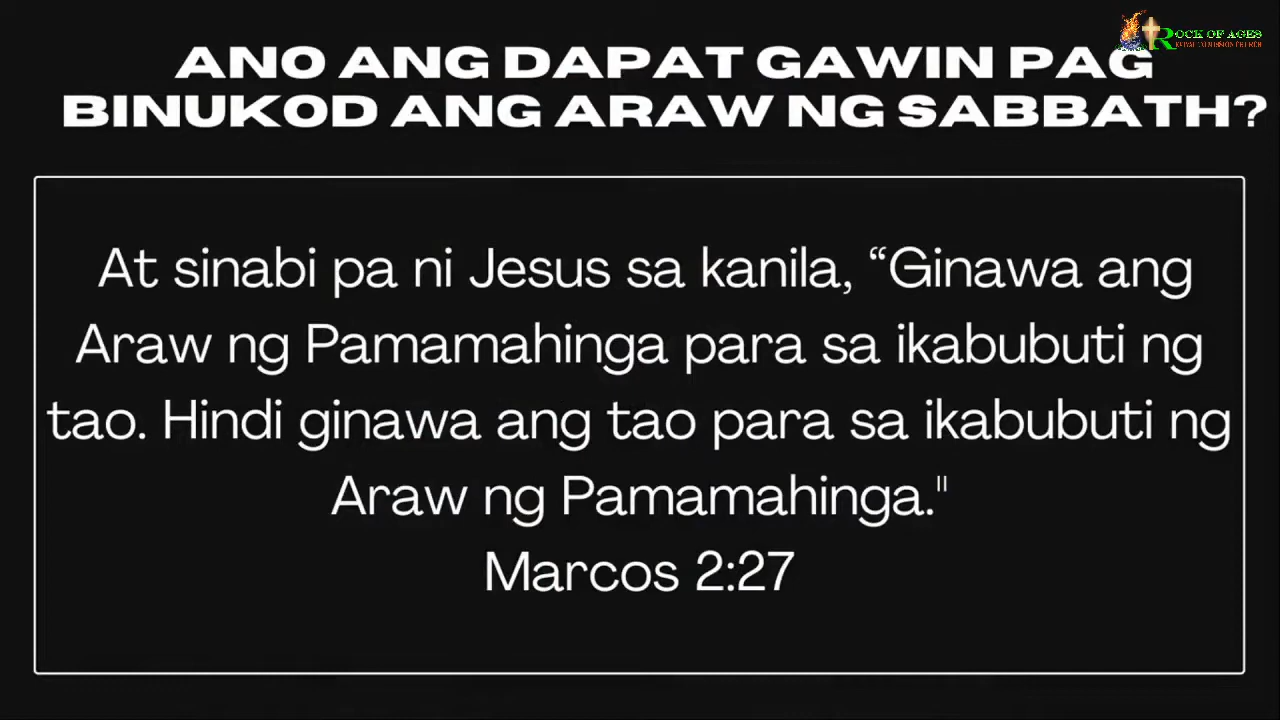 ROCK OF AGES
ANO ANG DAPAT GAWIN PAG
BINUKOD ANG ARAW NG SABBATH?
At sinabi pa ni Jesus sa kanila, “Ginawa ang
Araw ng Pamamahinga para sa ikabubuti ng
tao. Hindi ginawa ang tao para sa ikabubuti ng
Araw ng Pamamahinga."
Marcos 2:27